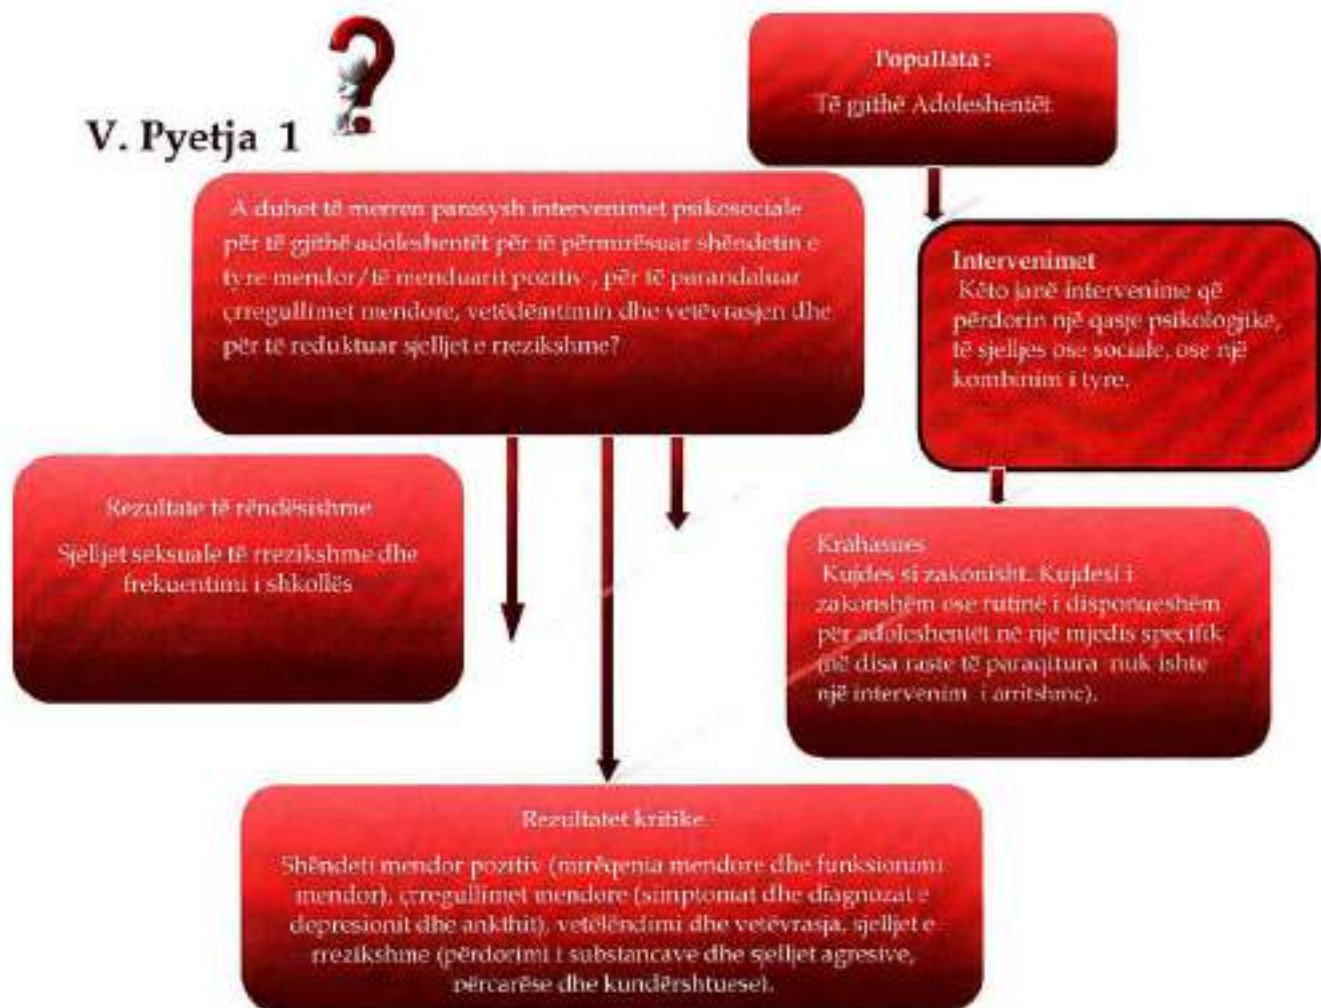 V. Pyetja 1
Popullata :
Të gjithë Adoleshentët
A duhet të merren parasysh intervenimet psikosociale
për të gjithë adoleshentët për të përmirësuar shëndetin e
tyre mendor/të menduarit pozitiv , për të parandaluar
çrregullimet mendore, vetëdëmtimin dhe vetëvrasjen dhe
për të reduktuar sjelljet e rrezikshme?
Intervenimet
Këto janë intervenime që
përdorin një qasje psikologjike,
të sjelljes ose sociale, ose një
kombinim i tyre.
Rezultate të rëndësishme
Sjelljet seksuale të rrezikshme dhe
frekuentimi i shkollës
Krahasues
Kujdes si zakonisht. Kujdesi i
zakonshëm ose rutinë i disponueshëm
për adoleshentët në një mjedis specifik
(në disa raste të paraqitura nuk ishte
një intervenim i arritshme).
Rezultatet kritike
Shëndeti mendor pozitiv (mirëqenia mendore dhe funksionimi
mendor), çrregullimet mendore (simptomat dhe diagnozat e
depresionit dhe ankthit), vetëlëndimi dhe vetëvrasja, sjelljet e
rrezikshme (përdorimi i substancave dhe sjelljet agresive,
përçarëse dhe kundërshtuese).